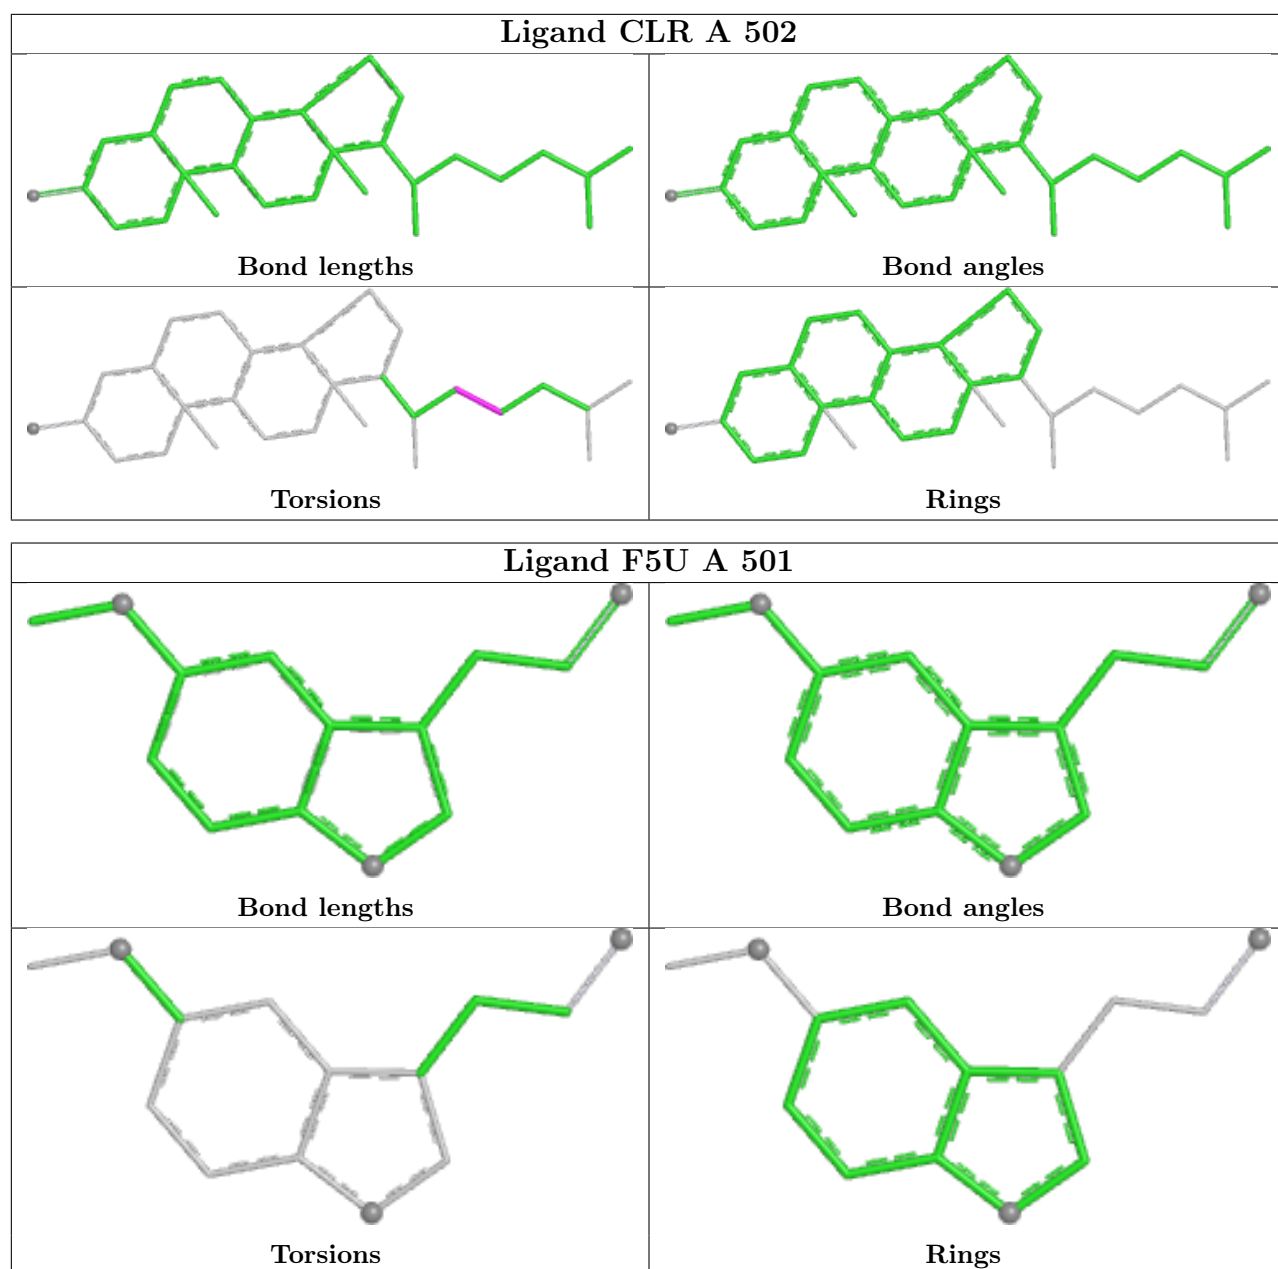 Ligand CLR A 502
Bond lengths
Bond angles
Torsions
Rings
Ligand F5U A 501
Bond lengths
Bond angles
Torsions
Rings